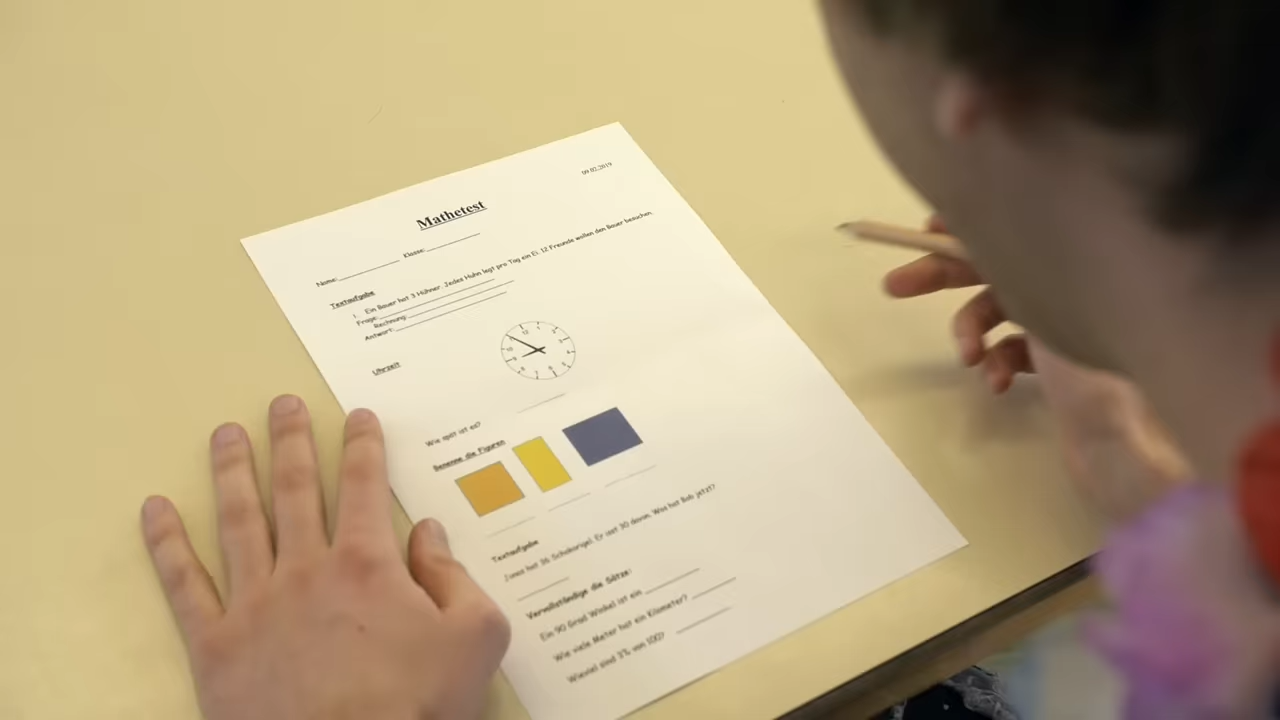 09.02.2019
Mathetest
Name: Klasse:
Textaufgabe
1. Ein Bauer hat 3 Hühner. Jedes Huhn legt pro Tag ein Ei. 12 Freunde wollen den Bauer besuchen.
Frage:
Rechnung:
Antwort:
Uhrzeit
Wie spät ist es?
Benenne die Figuren
Textaufgabe
hat 36 Schokoriegel. Er isst 30 davon. Was hat Bob jetzt?
Vervollständige die Sätze:
Ein 90 Grad Winkel ist ein
Wie viele Meter hat ein Kilometer?
Wieviel sind 3% von 100?